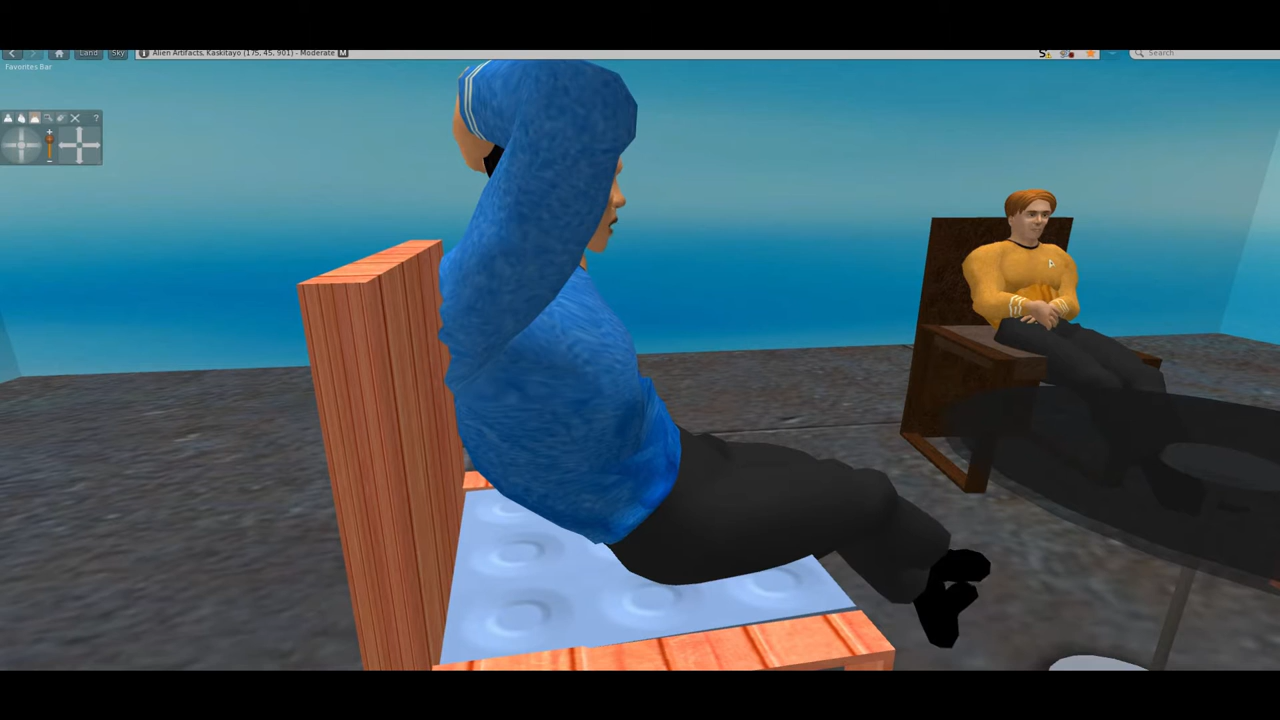 Land Sky Alien Artifacts, Kaskitayo (175, 45, 901) - Moderate M Search
Favorites Bar
?